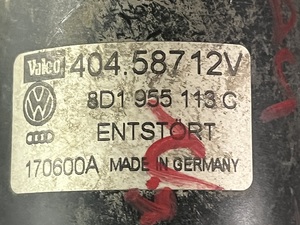 Valeo 404.58712V
8D1 955 113 C
ENTSTÖRT
170600A MADE IN GERMANY